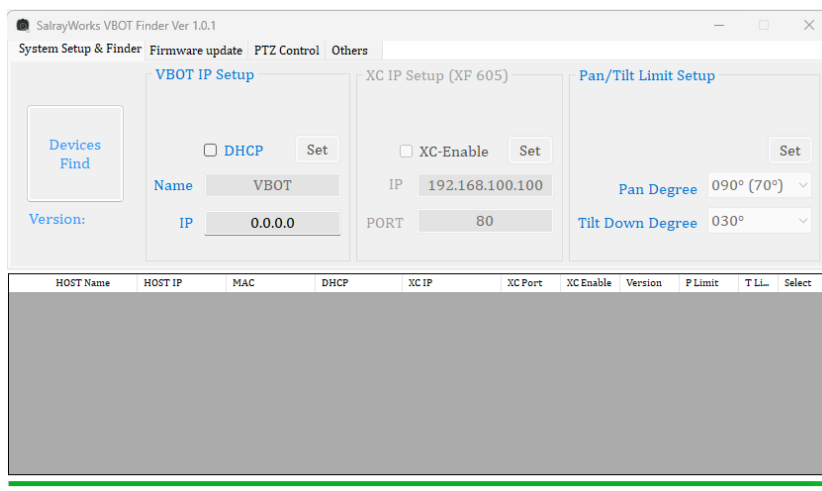 SalrayWorks VBOT Finder Ver 1.0.1
System Setup & Finder Firmware update PTZ Control Others
VBOT IP Setup
Devices
Find
Version:
DHCP Set
Name VBOT
IP 0.0.0.0
XC IP Setup (XF 605)
XC-Enable Set
IP 192.168.100.100
PORT 80
Pan/Tilt Limit Setup
Set
Pan Degree 090° (70°)
Tilt Down Degree 030°
HOST Name HOST IP MAC DHCP XC IP XC Port XC Enable Version P Limit T Li... Select